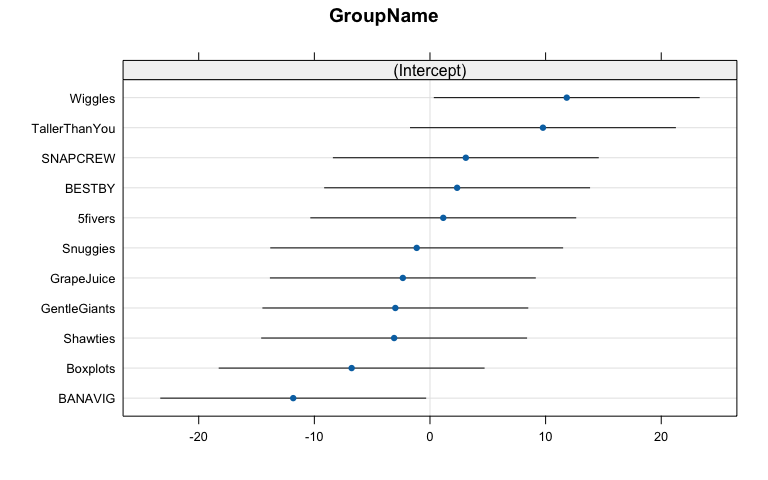 GroupName
(Intercept)
Wiggles
TallerThanYou
SNAPCREW
BESTBY
5fivers
Snuggies
GrapeJuice
GentleGiants
Shawties
Boxplots
BANAVIG
-20 -10 0 10 20